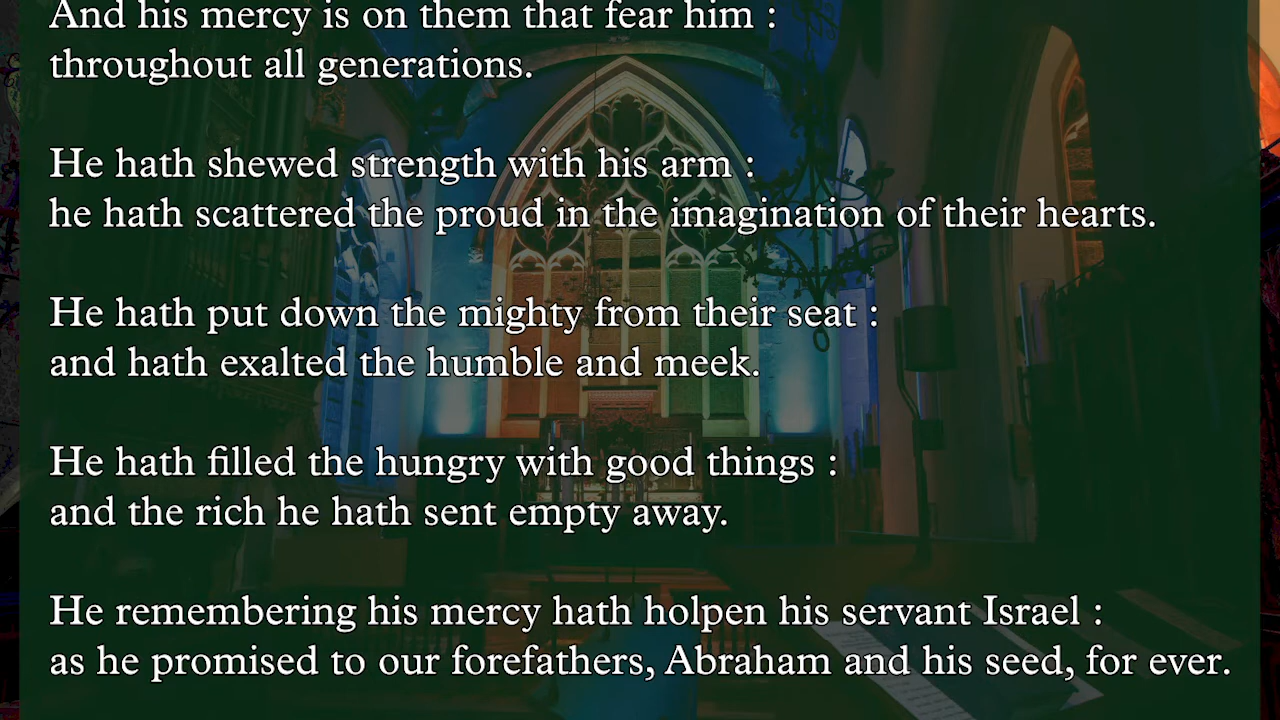 And his mercy is on them that fear him :
throughout all generations.
He hath shewed strength with his arm :
he hath scattered the proud in the imagination of their hearts.
He hath put down the mighty from their seat :
and hath exalted the humble and meek.
He hath filled the hungry with good things :
and the rich he hath sent empty away.
He remembering his mercy hath holpen his servant Israel :
as he promised to our forefathers, Abraham and his seed, for ever.